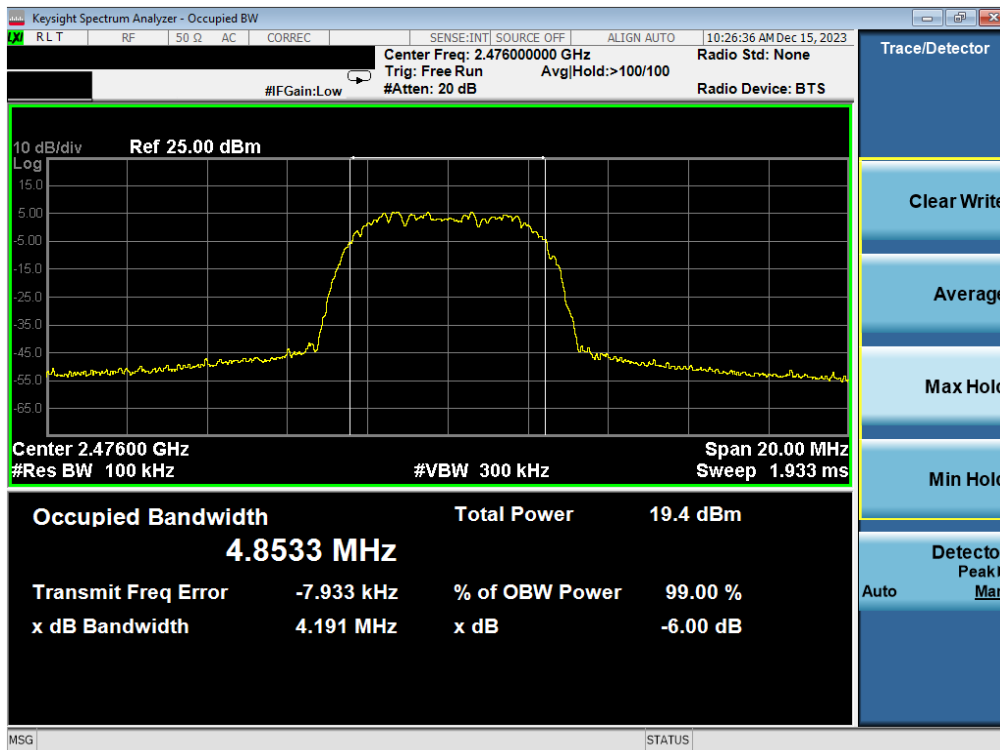 Keysight Spectrum Analyzer - Occupied BW
LXI RLT RF 50 Ω AC CORREC SENSE:INT SOURCE OFF ALIGN AUTO 10:26:36 AM Dec 15, 2023
Center Freq: 2.476000000 GHz Radio Std: None
Trig: Free Run Avg|Hold:>100/100
#IFGain:Low #Atten: 20 dB Radio Device: BTS
10 dB/div Ref 25.00 dBm
Log
15.0
5.00
-5.00
-15.0
-25.0
-35.0
-45.0
-55.0
-65.0
Center 2.47600 GHz Span 20.00 MHz
#Res BW 100 kHz #VBW 300 kHz Sweep 1.933 ms
Occupied Bandwidth Total Power 19.4 dBm
4.8533 MHz
Transmit Freq Error -7.933 kHz % of OBW Power 99.00 %
x dB Bandwidth 4.191 MHz x dB -6.00 dB
MSG STATUS
Trace/Detector
Clear Write
Average
Max Hold
Min Hold
Detecto
Peak
Auto Man